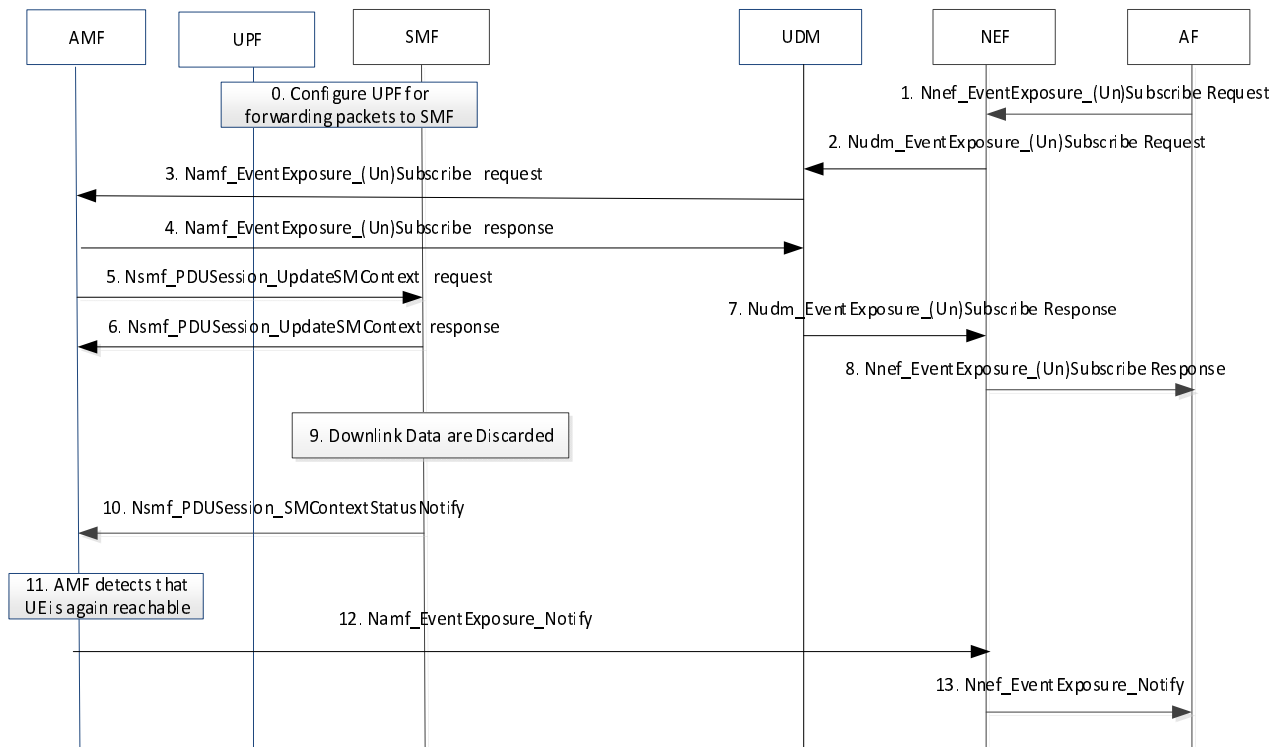 AMF
UPF
SMF
UDM
NEF
AF
0. Configure UPF for
forwarding packets to SMF
1. Nnef_EventExposure_(Un)Subscribe Request
2. Nudm_EventExposure_(Un)Subscribe Request
3. Namf_EventExposure_(Un)Subscribe request
4. Namf_EventExposure_(Un)Subscribe response
5. Nsmf_PDUSession_UpdateSMContext request
6. Nsmf_PDUSession_UpdateSMContext response
7. Nudm_EventExposure_(Un)Subscribe Response
8. Nnef_EventExposure_(Un)Subscribe Response
9. Downlink Data are Discarded
10. Nsmf_PDUSession_SMContextStatusNotify
11. AMF detects that
UE is again reachable
12. Namf_EventExposure_Notify
13. Nnef_EventExposure_Notify